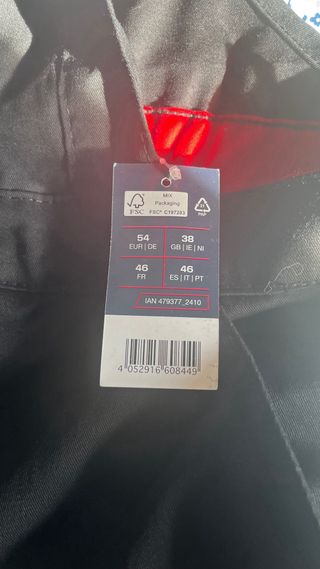 FSC
MIX
Packaging
FSC® C197283
21
PAP
54
EUR | DE
38
GB | IE | NI
46
FR
46
ES | IT | PT
IAN 479377_2410
4 052916 608449